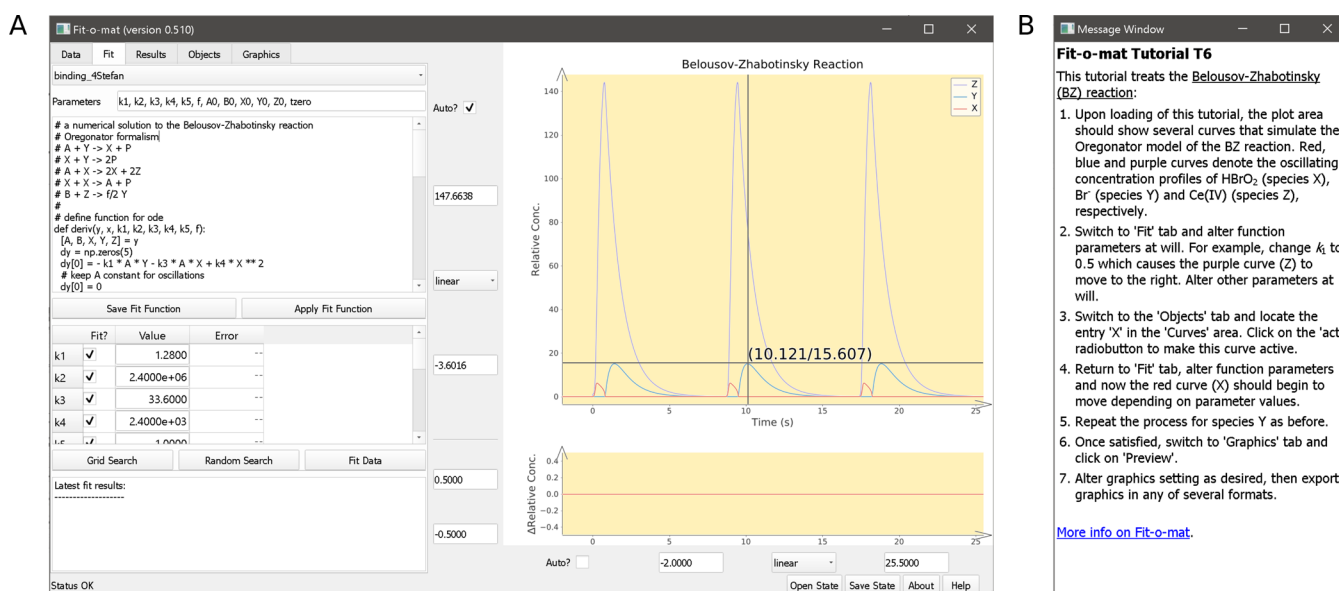 A
Fit-o-mat (version 0.510)
Data Fit Results Objects Graphics
binding_4Stefan
Parameters k1, k2, k3, k4, k5, f, A0, B0, X0, Y0, Z0, tzero
# a numerical solution to the Belousov-Zhabotinsky reaction
# Oregonator formalism
# A + Y -> X + P
# X + Y -> 2P
# A + X -> 2X + 2Z
# X + X -> A + P
# B + Z -> f/2 Y
#
# define function for ode
def deriv(y, x, k1, k2, k3, k4, k5, f):
[A, B, X, Y, Z] = y
dy = np.zeros(5)
dy[0] = - k1 * A * Y - k3 * A * X + k4 * X ** 2
# keep A constant for oscillations
dy[0] = 0
Save Fit Function Apply Fit Function
Fit? Value Error
k1 1.2800 --
k2 2.4000e+06 --
k3 33.6000 --
k4 2.4000e+03 --
k5 1.0000 --
Grid Search Random Search Fit Data
Latest fit results:
-------------------
Status OK
Auto?
147.6638
linear
-3.6016
0.5000
-0.5000
Belousov-Zhabotinsky Reaction
Z
Y
X
Relative Conc.
140
120
100
80
60
40
20
0
(10.121/15.607)
0 5 10 15 20 25
Time (s)
ΔRelative Conc.
0.4
0.2
0.0
−0.2
−0.4
0 5 10 15 20 25
Auto? -2.0000 linear 25.5000
Open State Save State About Help
B
Message Window
Fit-o-mat Tutorial T6
This tutorial treats the Belousov-Zhabotinsky
(BZ) reaction:
1. Upon loading of this tutorial, the plot area
should show several curves that simulate the
Oregonator model of the BZ reaction. Red,
blue and purple curves denote the oscillating
concentration profiles of HBrO₂ (species X),
Br⁻ (species Y) and Ce(IV) (species Z),
respectively.
2. Switch to 'Fit' tab and alter function
parameters at will. For example, change k₁ to
0.5 which causes the purple curve (Z) to
move to the right. Alter other parameters at
will.
3. Switch to the 'Objects' tab and locate the
entry 'X' in the 'Curves' area. Click on the 'act
radiobutton to make this curve active.
4. Return to 'Fit' tab, alter function parameters
and now the red curve (X) should begin to
move depending on parameter values.
5. Repeat the process for species Y as before.
6. Once satisfied, switch to 'Graphics' tab and
click on 'Preview'.
7. Alter graphics setting as desired, then export
graphics in any of several formats.
More info on Fit-o-mat.